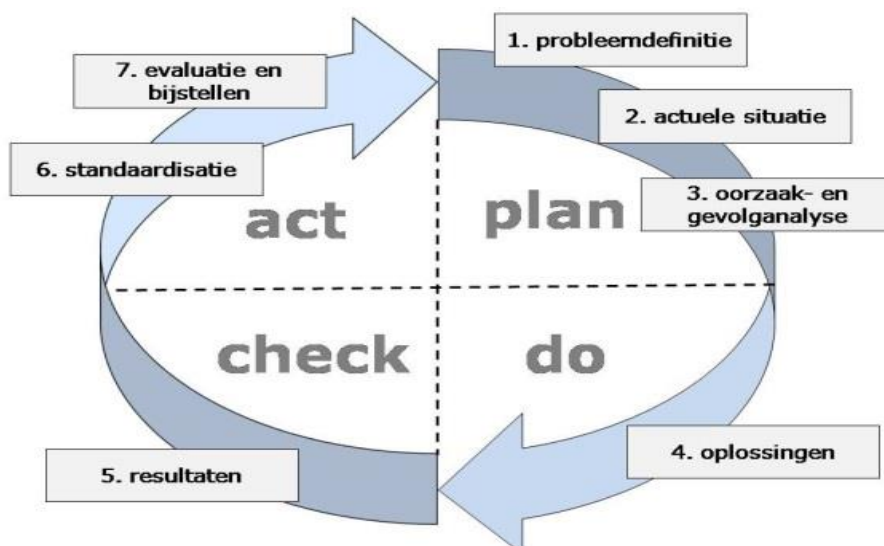 1. probleemdefinitie
2. actuele situatie
3. oorzaak- en
gevolganalyse
4. oplossingen
5. resultaten
6. standaardisatie
7. evaluatie en
bijstellen
act
plan
check
do